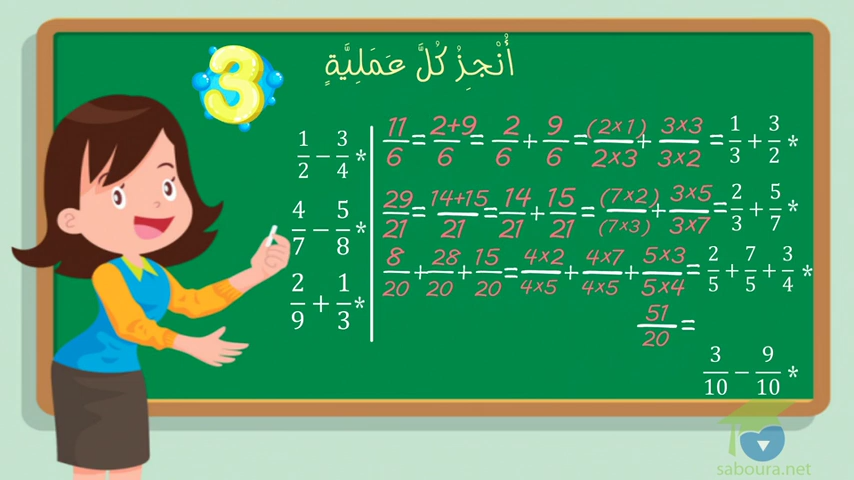 3
أُنْجِزُ كُلَّ عَمَلِيَّةٍ
* 3/2 + 1/3 = 3×3/3×2 + (2×1)/2×3 = 9/6 + 2/6 = 2+9/6 = 11/6
* 5/7 + 2/3 = 3×5/3×7 + (7×2)/(7×3) = 15/21 + 14/21 = 14+15/21 = 29/21
* 3/4 + 7/5 + 2/5 = 5×3/5×4 + 4×7/4×5 + 4×2/4×5 = 15/20 + 28/20 + 8/20
= 51/20
* 9/10 − 3/10
* 3/4 − 1/2
* 5/8 − 4/7
* 1/3 + 2/9
saboura.net